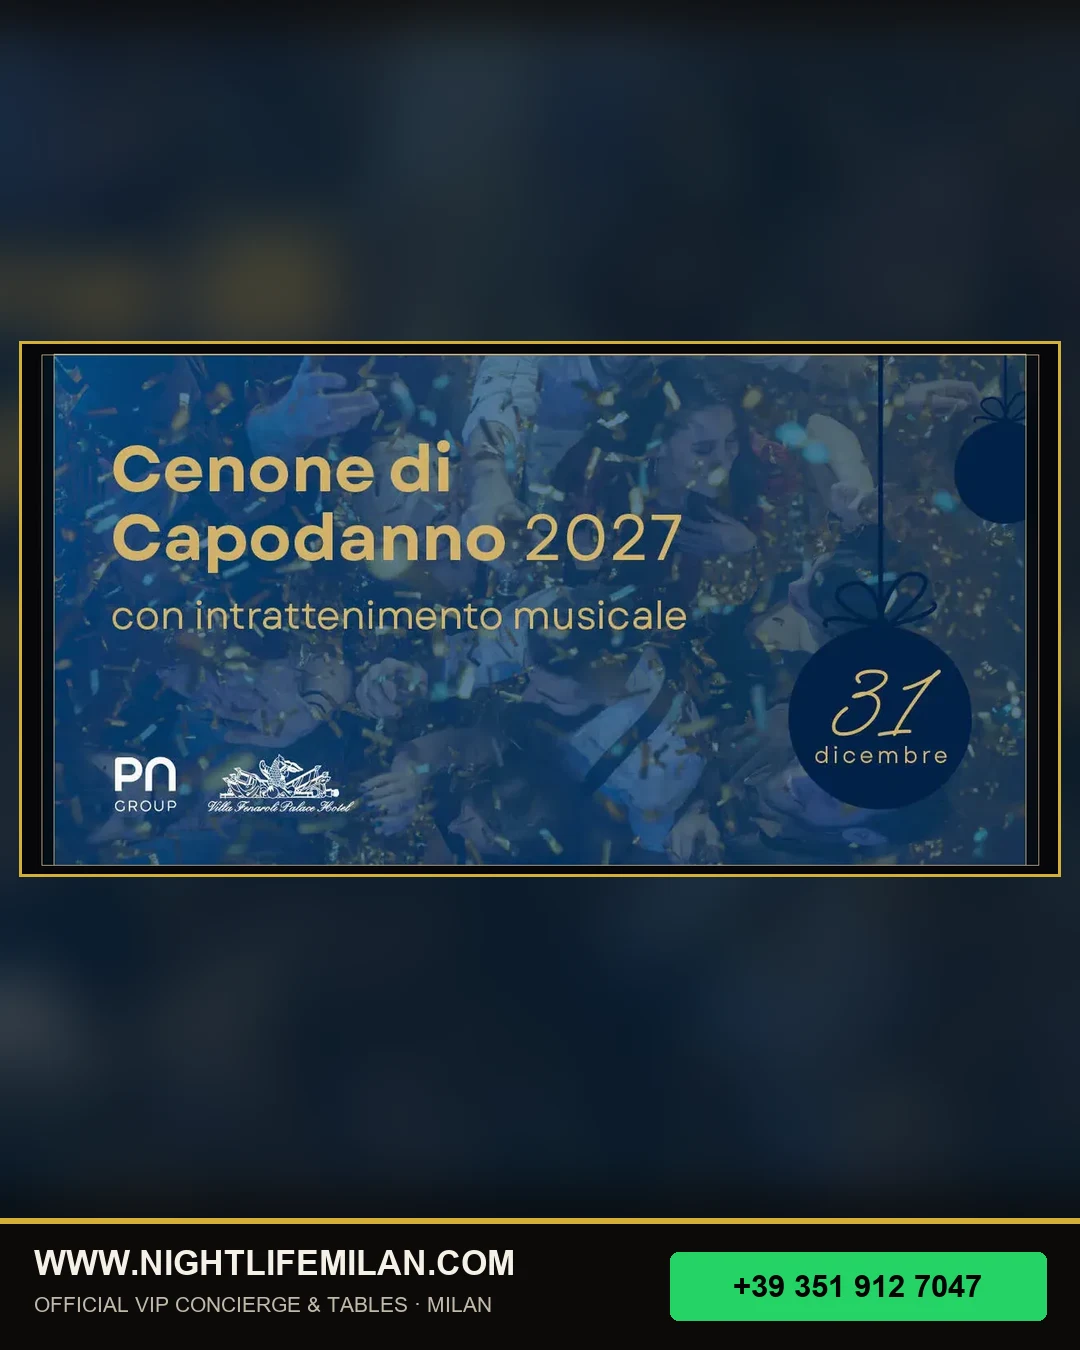 Cenone di
Capodanno 2027
con intrattenimento musicale
31
dicembre
PN
GROUP
Villa Fenaroli Palace Hotel
WWW.NIGHTLIFEMILAN.COM
OFFICIAL VIP CONCIERGE & TABLES · MILAN
+39 351 912 7047